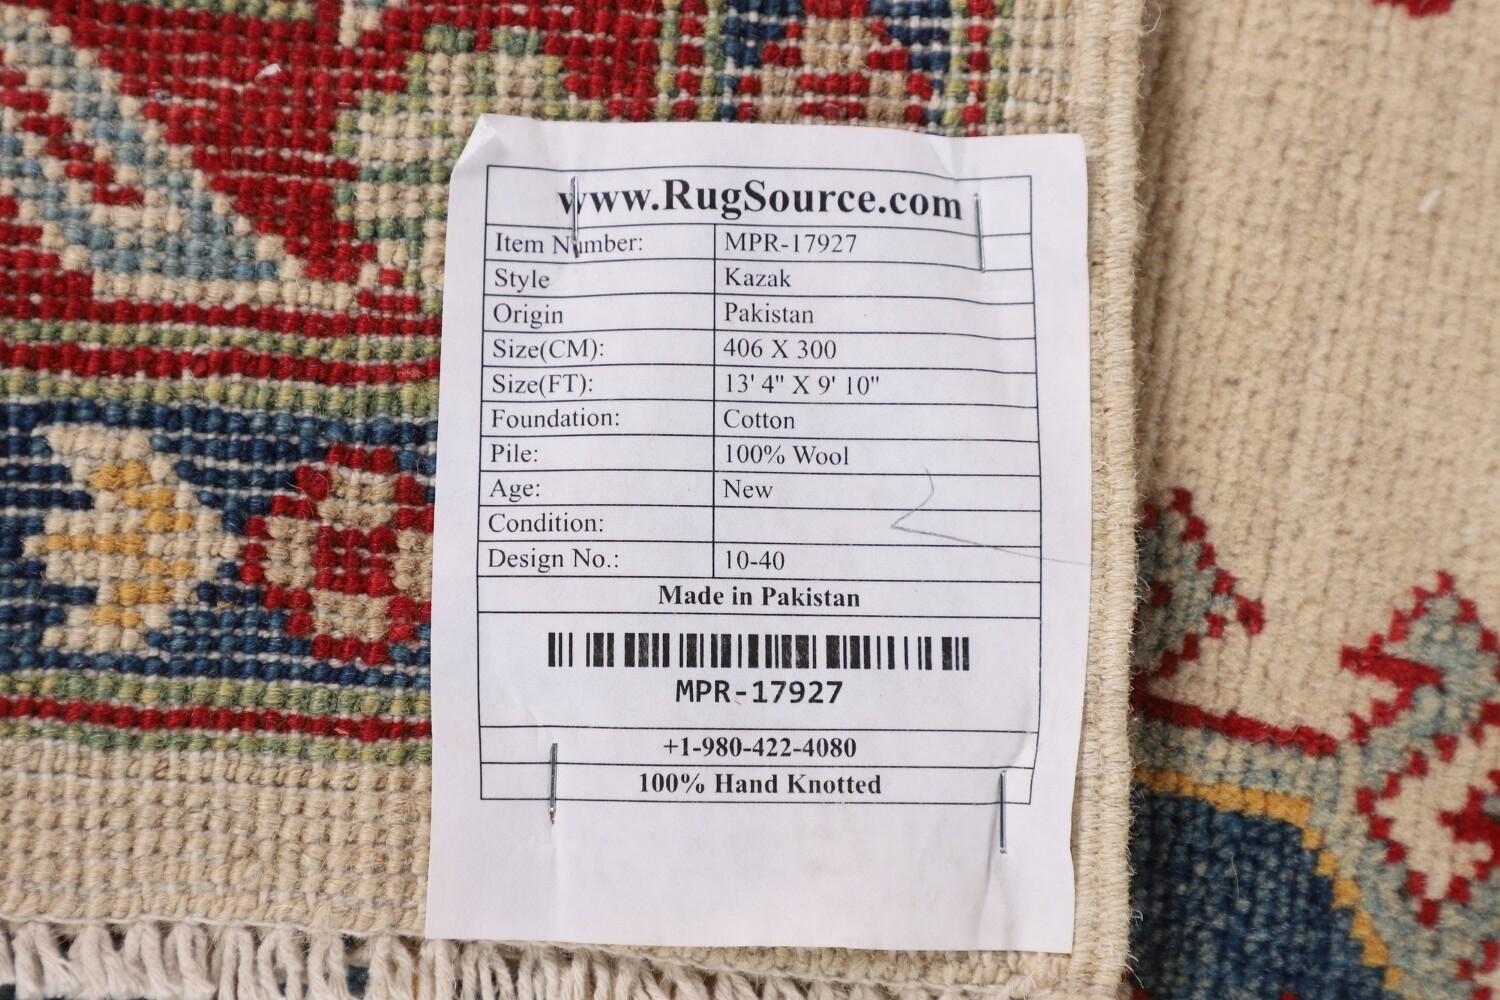 www.RugSource.com
Item Number: MPR-17927
Style Kazak
Origin Pakistan
Size(CM): 406 X 300
Size(FT): 13' 4" X 9' 10"
Foundation: Cotton
Pile: 100% Wool
Age: New
Condition:
Design No.: 10-40
Made in Pakistan
MPR-17927
+1-980-422-4080
100% Hand Knotted